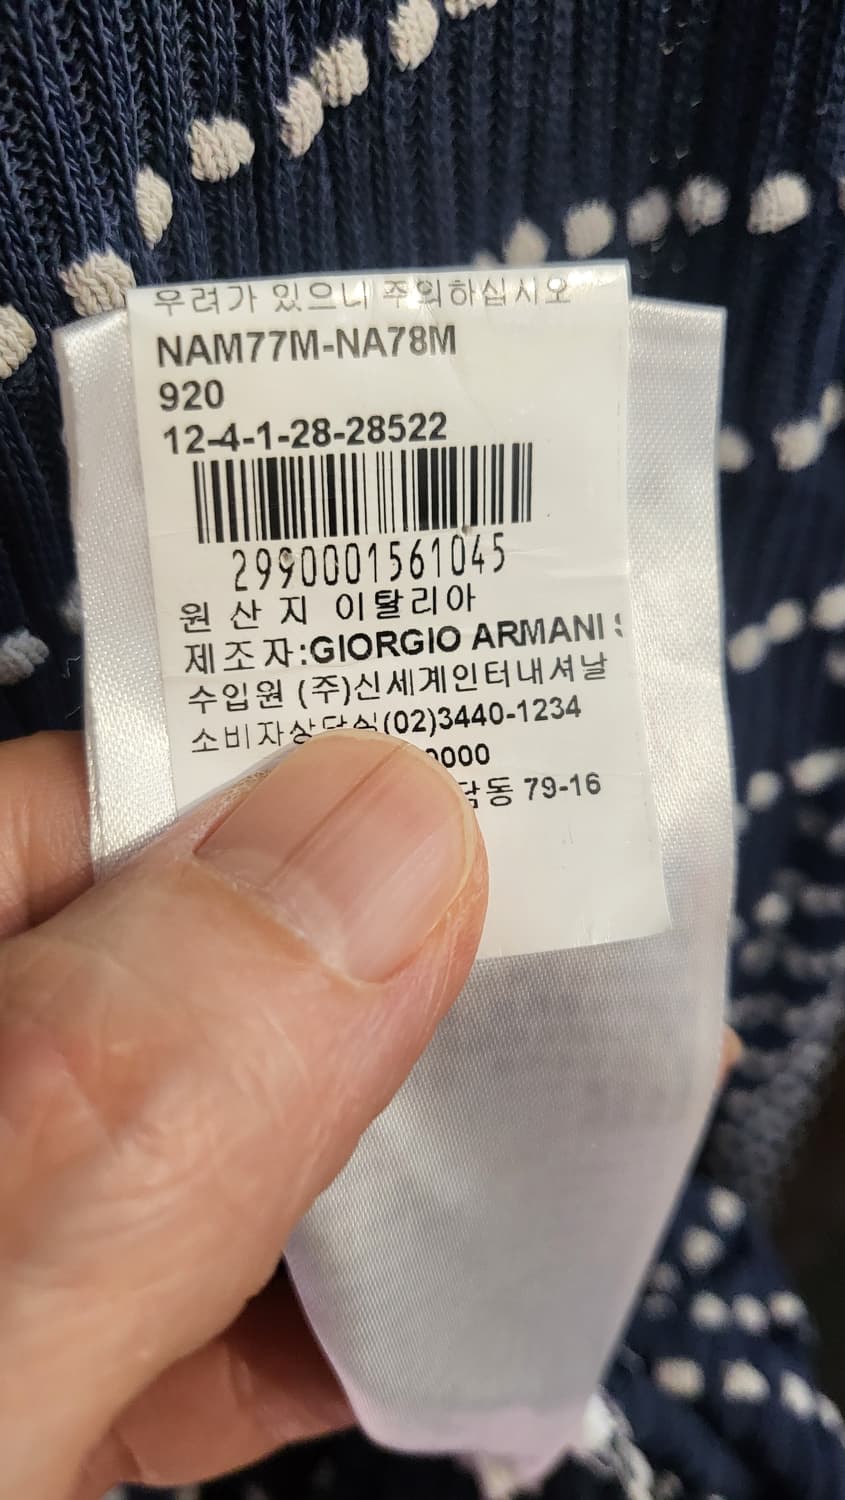 우려가 있으니 주의하십시오
NAM77M-NA78M
920
12-4-1-28-28522
2990001561045
원 산 지 이탈리아
제조자:GIORGIO ARMANI
수입원 (주)신세계인터내셔날
소비자상담실(02)3440-1234
0000
담동 79-16